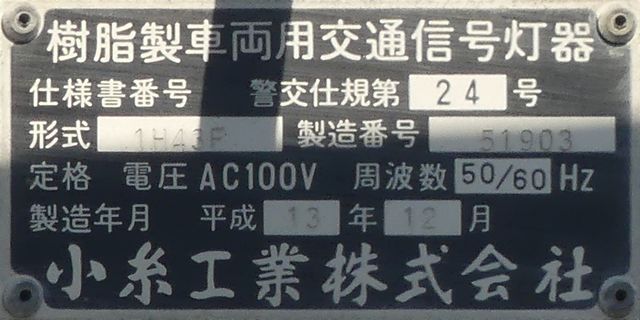 樹脂製車両用交通信号灯器
仕様書番号 警交仕規第 24 号
形式 1H43P 製造番号 51903
定格 電圧 AC100V 周波数 50/60 Hz
製造年月 平成 13 年 12 月
小糸工業株式会社